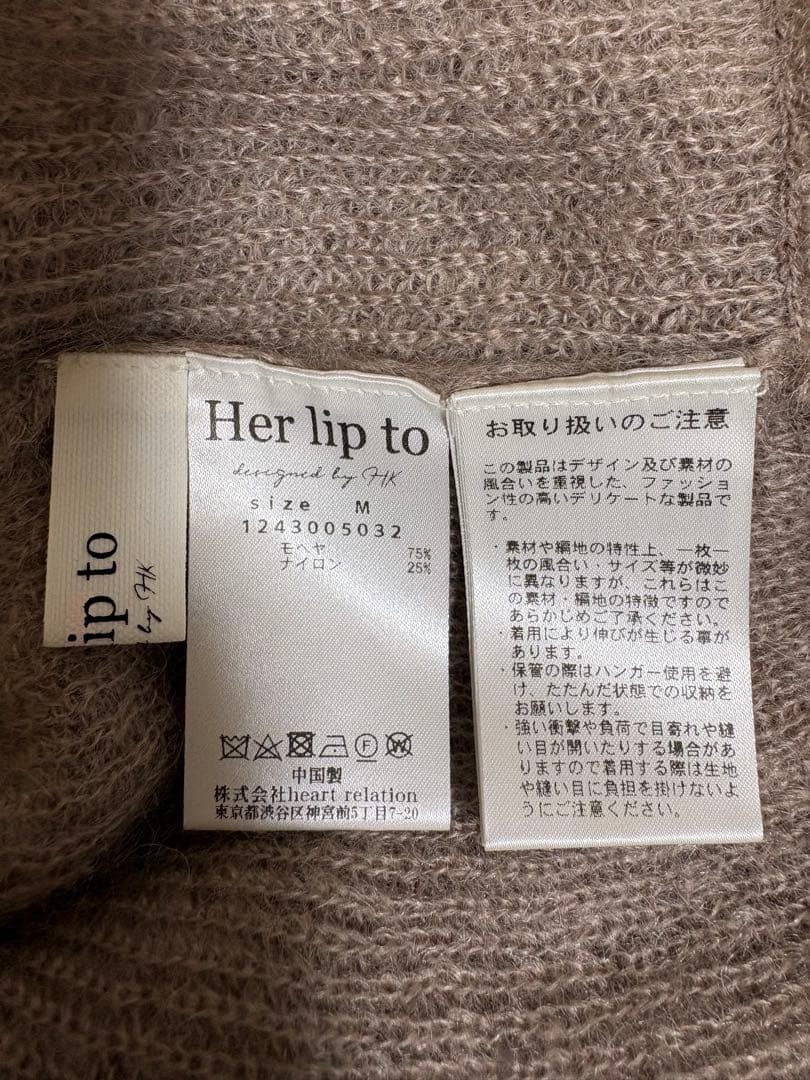 ip to
d by HK
Her lip to
designed by HK
size M
1243005032
モヘヤ 75%
ナイロン 25%
中国製
株式会社heart relation
東京都渋谷区神宮前5丁目7-20
お取り扱いのご注意
この製品はデザイン及び素材の
風合いを重視した、ファッショ
ン性の高いデリケートな製品で
す。
・素材や編地の特性上、一枚一
枚の風合い・サイズ等が微妙
に異なりますが、これらはこ
の素材・編地の特徴ですので
あらかじめご了承ください。
・着用により伸びが生じる事が
あります。
・保管の際はハンガー使用を避
け、たたんだ状態での収納を
お願いします。
・強い衝撃や負荷で目寄れや縫
い目が開いたりする場合があ
りますので着用する際は生地
や縫い目に負担を掛けないよ
うにご注意ください。